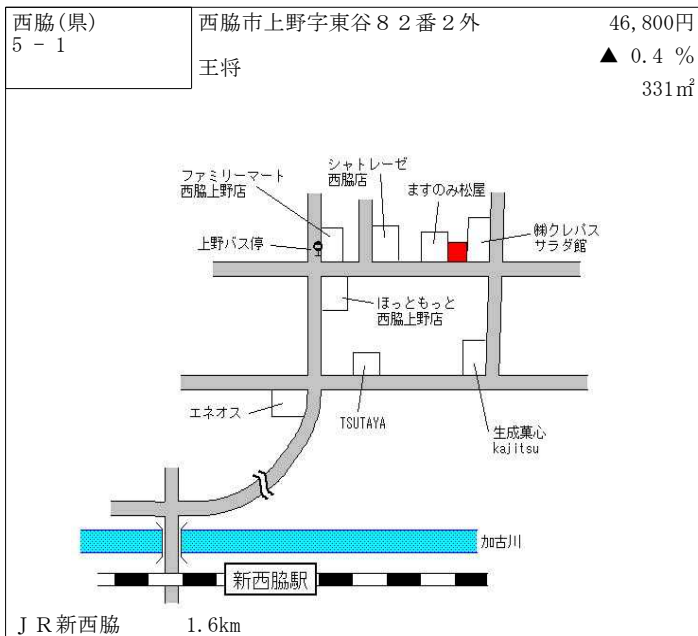 西脇(県)
5 - 1
西脇市上野字東谷８２番２外
王将
46,800円
▲ 0.4 %
331㎡
ファミリーマート
西脇上野店
シャトレーゼ
西脇店
ますのみ松屋
上野バス停
㈱クレバス
サラダ館
ほっともっと
西脇上野店
エネオス
TSUTAYA
生成菓心
kajitsu
加古川
新西脇駅
ＪＲ新西脇 1.6km